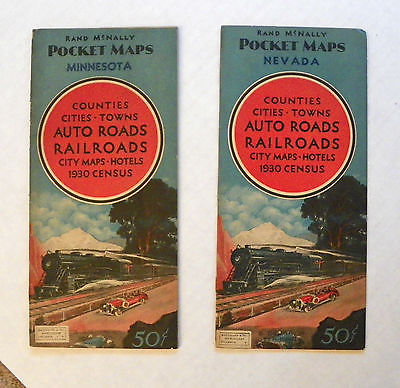 RAND MCNALLY
POCKET MAPS
MINNESOTA
COUNTIES
CITIES · TOWNS
AUTO ROADS
RAILROADS
CITY MAPS · HOTELS
1930 CENSUS
50¢
RAND MCNALLY
POCKET MAPS
NEVADA
COUNTIES
CITIES · TOWNS
AUTO ROADS
RAILROADS
CITY MAPS · HOTELS
1930 CENSUS
50¢